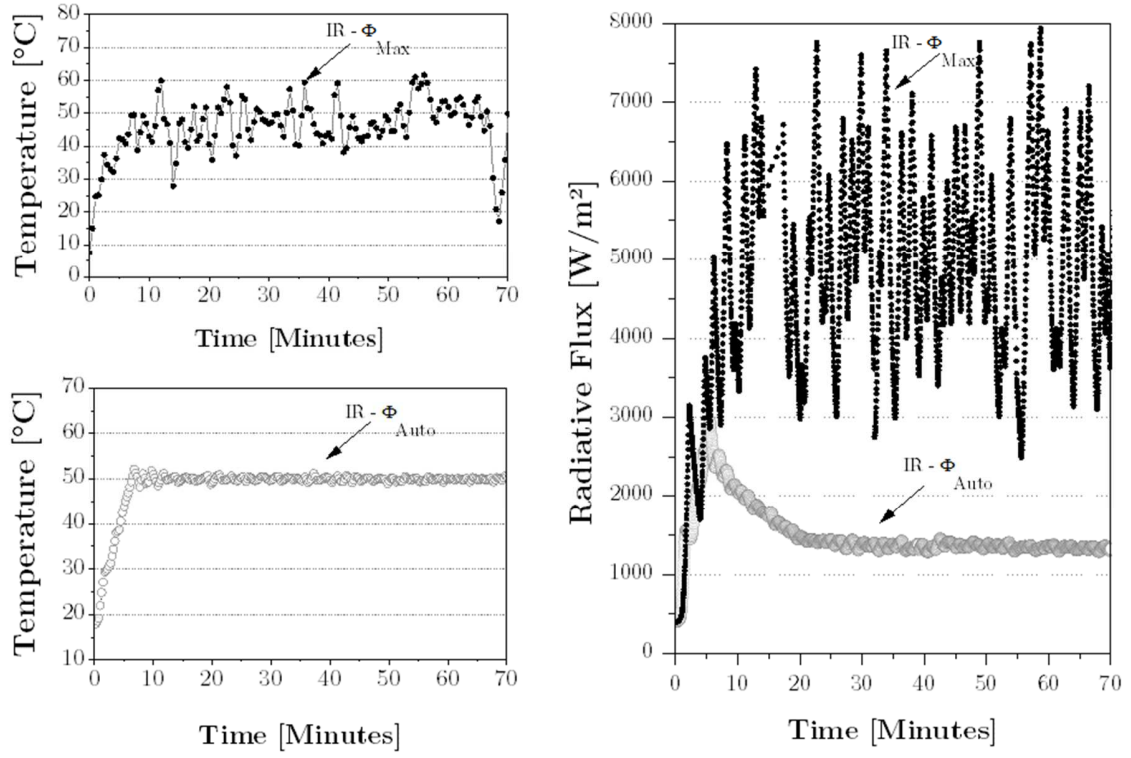 Temperature [°C]
80
70
60
50
40
30
20
10
0
IR - Φ
Max
0 10 20 30 40 50 60 70
Time [Minutes]
Temperature [°C]
70
60
50
40
30
20
10
IR - Φ
Auto
0 10 20 30 40 50 60 70
Time [Minutes]
Radiative Flux [W/m²]
8000
7000
6000
5000
4000
3000
2000
1000
0
IR - Φ
Max
IR - Φ
Auto
0 10 20 30 40 50 60 70
Time [Minutes]